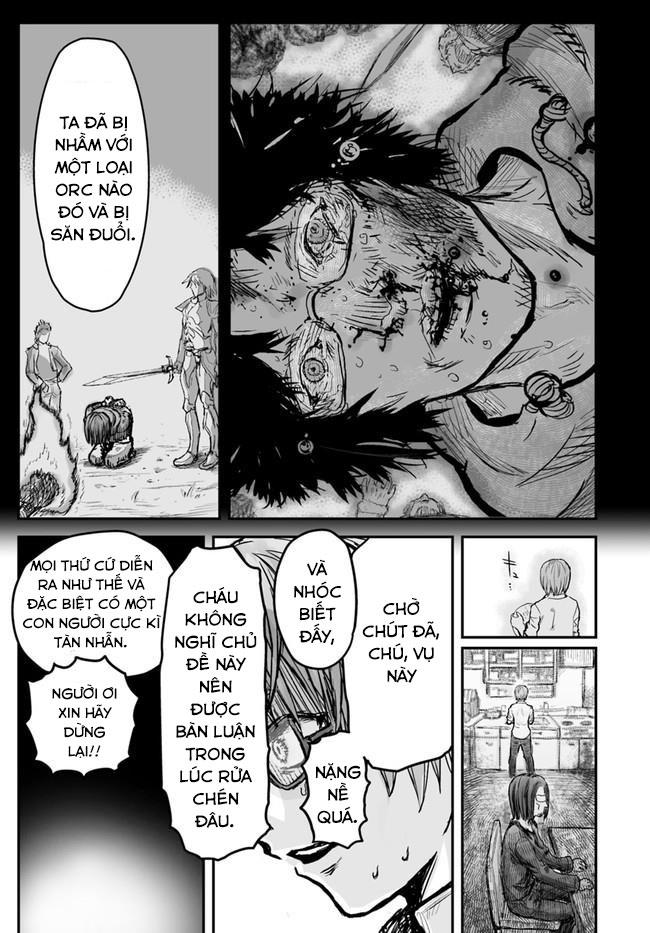 TA ĐÃ BỊ
NHẦM VỚI
MỘT LOẠI
ORC NÀO
ĐÓ VÀ BỊ
SĂN ĐUỔI.
CHỜ
CHÚT ĐÃ,
CHÚ, VỤ
NÀY
NẶNG
NỀ
QUÁ.
VÀ
NHÓC
BIẾT
ĐẤY,
CHÁU
KHÔNG
NGHĨ CHỦ
ĐỀ NÀY
NÊN
ĐƯỢC
BÀN LUẬN
TRONG
LÚC RỬA
CHÉN
ĐÂU.
MỌI THỨ CỨ DIỄN
RA NHƯ THẾ VÀ
ĐẶC BIỆT CÓ MỘT
CON NGƯỜI CỰC KÌ
TÀN NHẪN.
NGƯỜI ƠI
XIN HÃY
DỪNG
LẠI!!